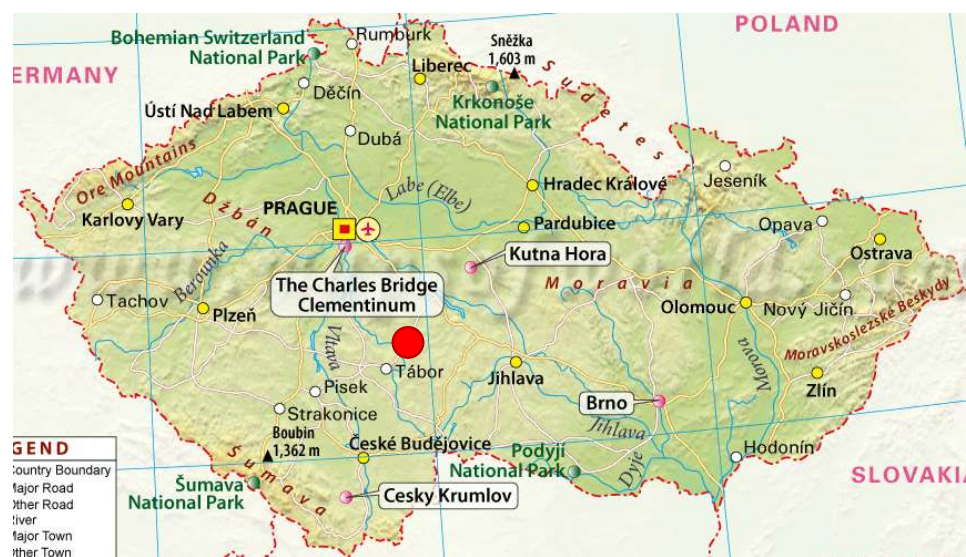 POLAND
Rumburk
Bohemian Switzerland
National Park
Sněžka
1,603 m
ERMANY
Liberec
Sudetes
Děčín
Krkonoše
National Park
Ústí Nad Labem
Dubá
Ore Mountains
Jeseník
Labe (Elbe)
Hradec Králové
Karlovy Vary
Džbán
PRAGUE
Pardubice
Opava
Ostrava
Kutna Hora
Berounka
The Charles Bridge
Clementinum
Moravia
Tachov
Plzeň
Olomouc
Nový Jičín
Moravskoslezské Beskydy
Vltava
Morova
Tábor
Jihlava
Zlín
Pisek
Brno
Strakonice
Jihlava
Boubin
1,362 m
České Budějovice
Podyjí
National Park
Dyje
Hodonín
Šumava
National Park
Šumava
Cesky Krumlov
SLOVAKIA
GEND
Country Boundary
Major Road
Other Road
River
Major Town
Other Town